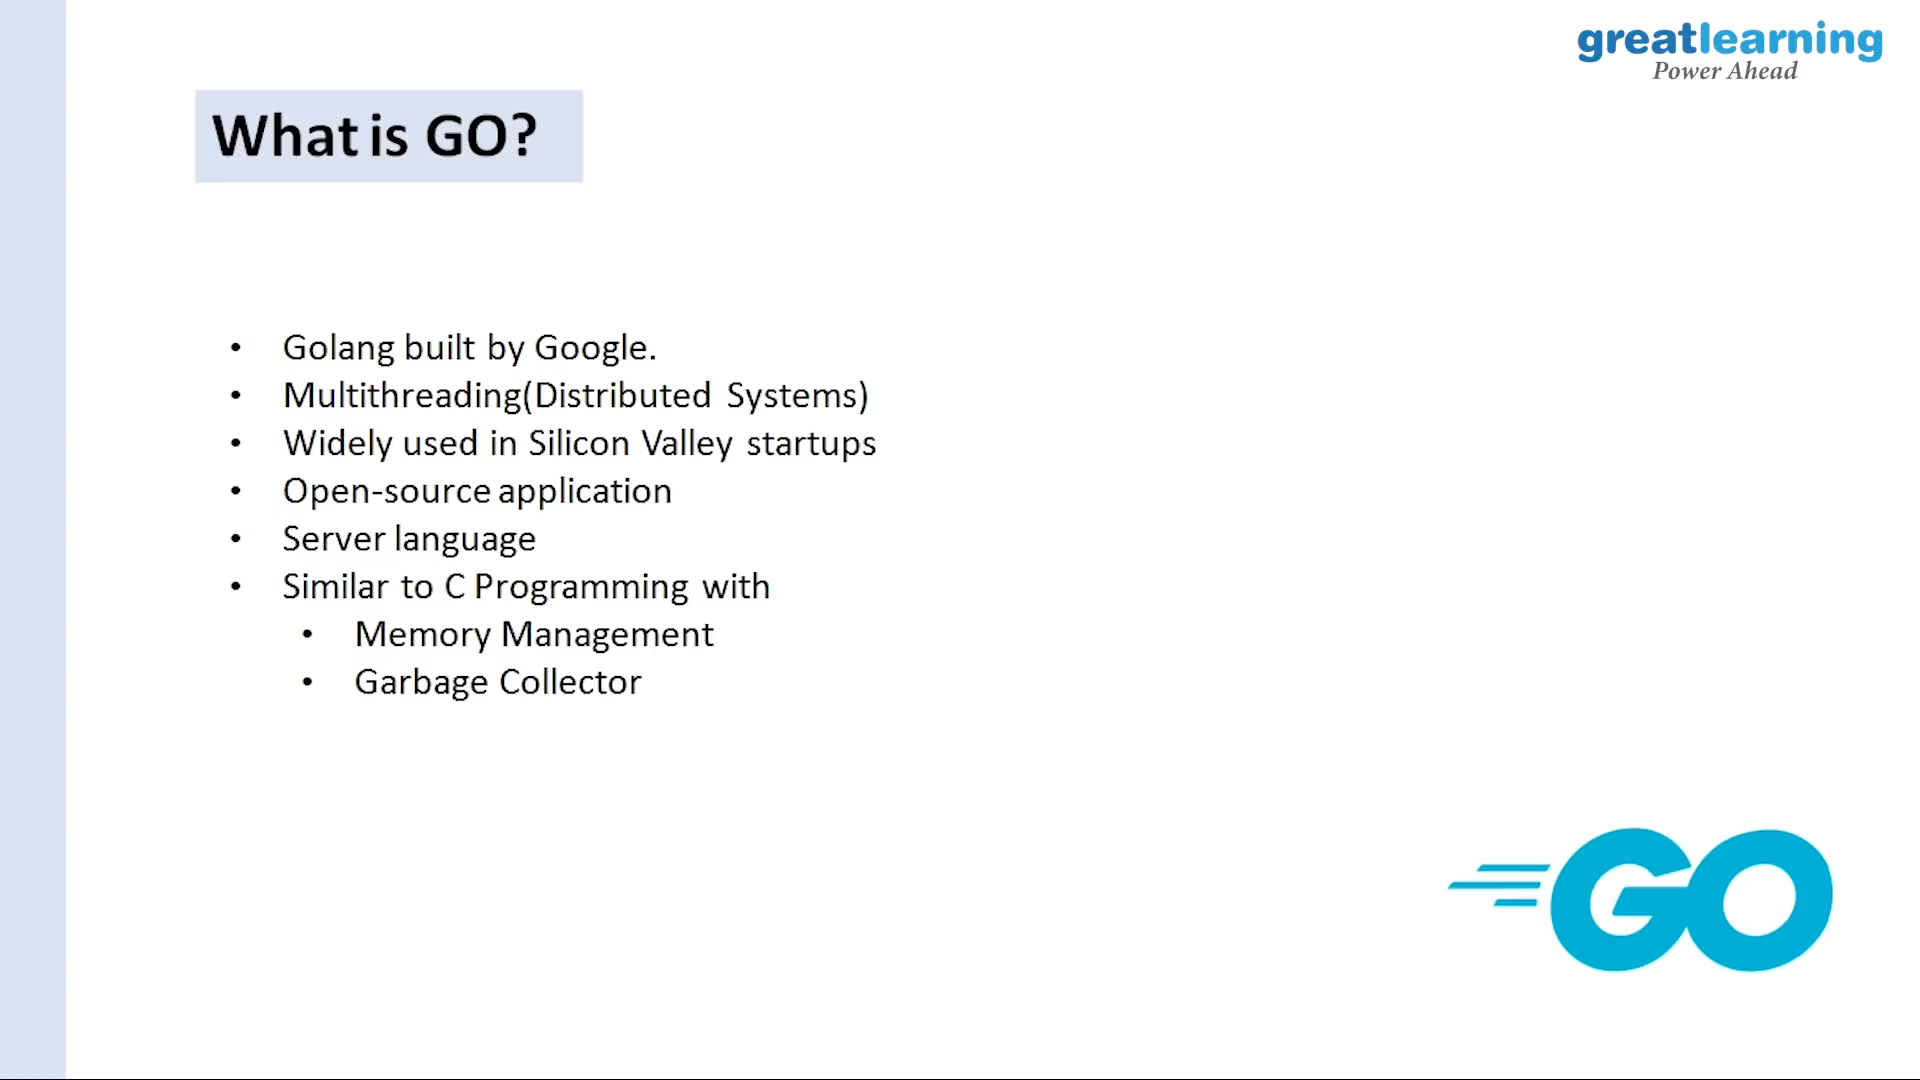 greatlearning
Power Ahead
What is GO?
• Golang built by Google.
• Multithreading(Distributed Systems)
• Widely used in Silicon Valley startups
• Open-source application
• Server language
• Similar to C Programming with
• Memory Management
• Garbage Collector
GO